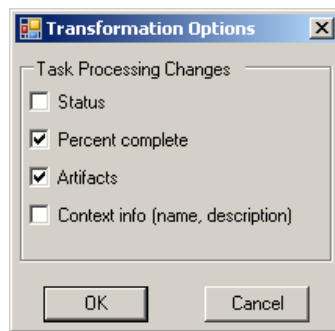 Transformation Options
Task Processing Changes
Status
Percent complete
Artifacts
Context info (name, description)
OK Cancel